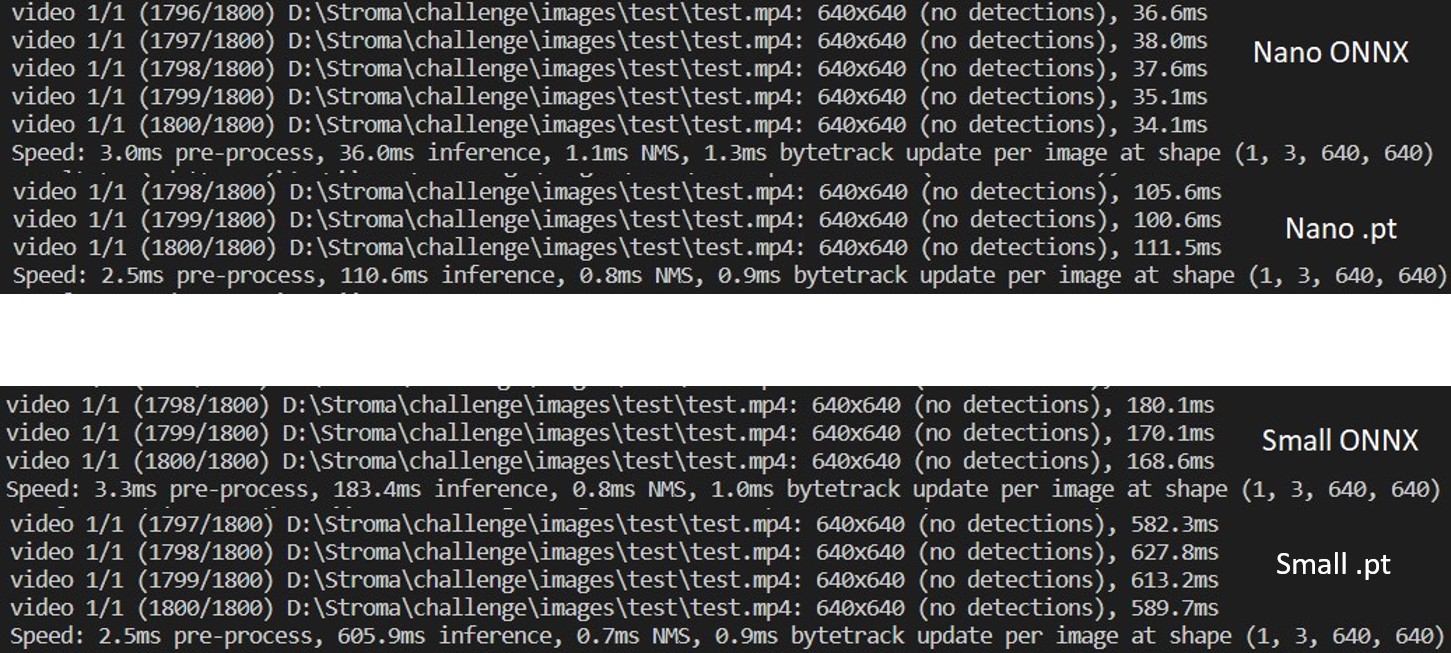 video 1/1 (1796/1800) D:\Stroma\challenge\images\test\test.mp4: 640x640 (no detections), 36.6ms
video 1/1 (1797/1800) D:\Stroma\challenge\images\test\test.mp4: 640x640 (no detections), 38.0ms
Nano ONNX
video 1/1 (1798/1800) D:\Stroma\challenge\images\test\test.mp4: 640x640 (no detections), 37.6ms
video 1/1 (1799/1800) D:\Stroma\challenge\images\test\test.mp4: 640x640 (no detections), 35.1ms
video 1/1 (1800/1800) D:\Stroma\challenge\images\test\test.mp4: 640x640 (no detections), 34.1ms
Speed: 3.0ms pre-process, 36.0ms inference, 1.1ms NMS, 1.3ms bytetrack update per image at shape (1, 3, 640, 640)
video 1/1 (1798/1800) D:\Stroma\challenge\images\test\test.mp4: 640x640 (no detections), 105.6ms
video 1/1 (1799/1800) D:\Stroma\challenge\images\test\test.mp4: 640x640 (no detections), 100.6ms
Nano .pt
video 1/1 (1800/1800) D:\Stroma\challenge\images\test\test.mp4: 640x640 (no detections), 111.5ms
Speed: 2.5ms pre-process, 110.6ms inference, 0.8ms NMS, 0.9ms bytetrack update per image at shape (1, 3, 640, 640)
video 1/1 (1798/1800) D:\Stroma\challenge\images\test\test.mp4: 640x640 (no detections), 180.1ms
video 1/1 (1799/1800) D:\Stroma\challenge\images\test\test.mp4: 640x640 (no detections), 170.1ms
Small ONNX
video 1/1 (1800/1800) D:\Stroma\challenge\images\test\test.mp4: 640x640 (no detections), 168.6ms
Speed: 3.3ms pre-process, 183.4ms inference, 0.8ms NMS, 1.0ms bytetrack update per image at shape (1, 3, 640, 640)
video 1/1 (1797/1800) D:\Stroma\challenge\images\test\test.mp4: 640x640 (no detections), 582.3ms
video 1/1 (1798/1800) D:\Stroma\challenge\images\test\test.mp4: 640x640 (no detections), 627.8ms
Small .pt
video 1/1 (1799/1800) D:\Stroma\challenge\images\test\test.mp4: 640x640 (no detections), 613.2ms
video 1/1 (1800/1800) D:\Stroma\challenge\images\test\test.mp4: 640x640 (no detections), 589.7ms
Speed: 2.5ms pre-process, 605.9ms inference, 0.7ms NMS, 0.9ms bytetrack update per image at shape (1, 3, 640, 640)